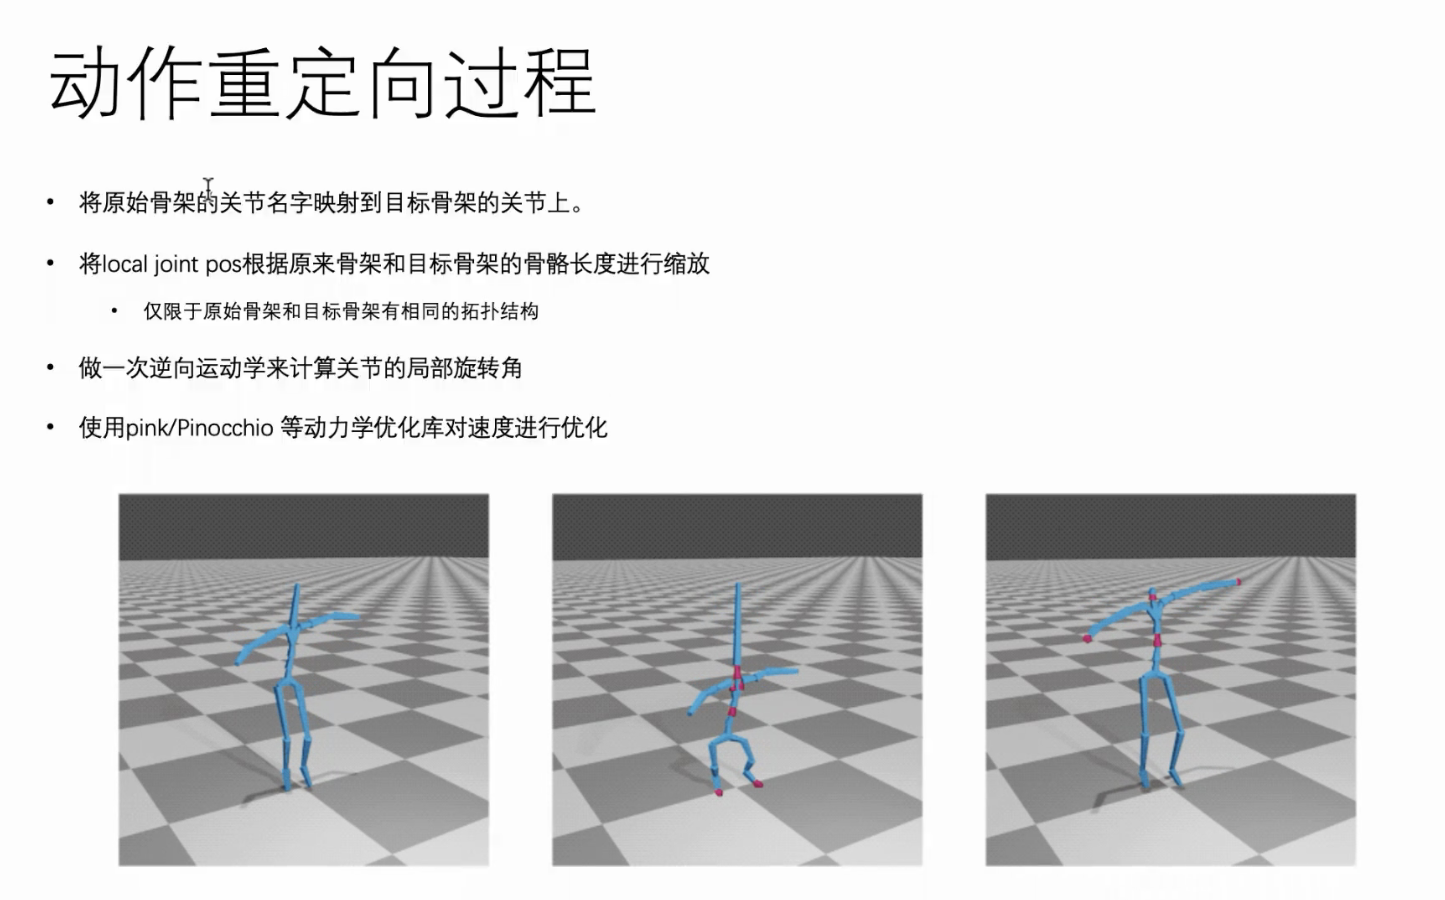 动作重定向过程
• 将原始骨架的关节名字映射到目标骨架的关节上。
• 将local joint pos根据原来骨架和目标骨架的骨骼长度进行缩放
• 仅限于原始骨架和目标骨架有相同的拓扑结构
• 做一次逆向运动学来计算关节的局部旋转角
• 使用pink/Pinocchio 等动力学优化库对速度进行优化